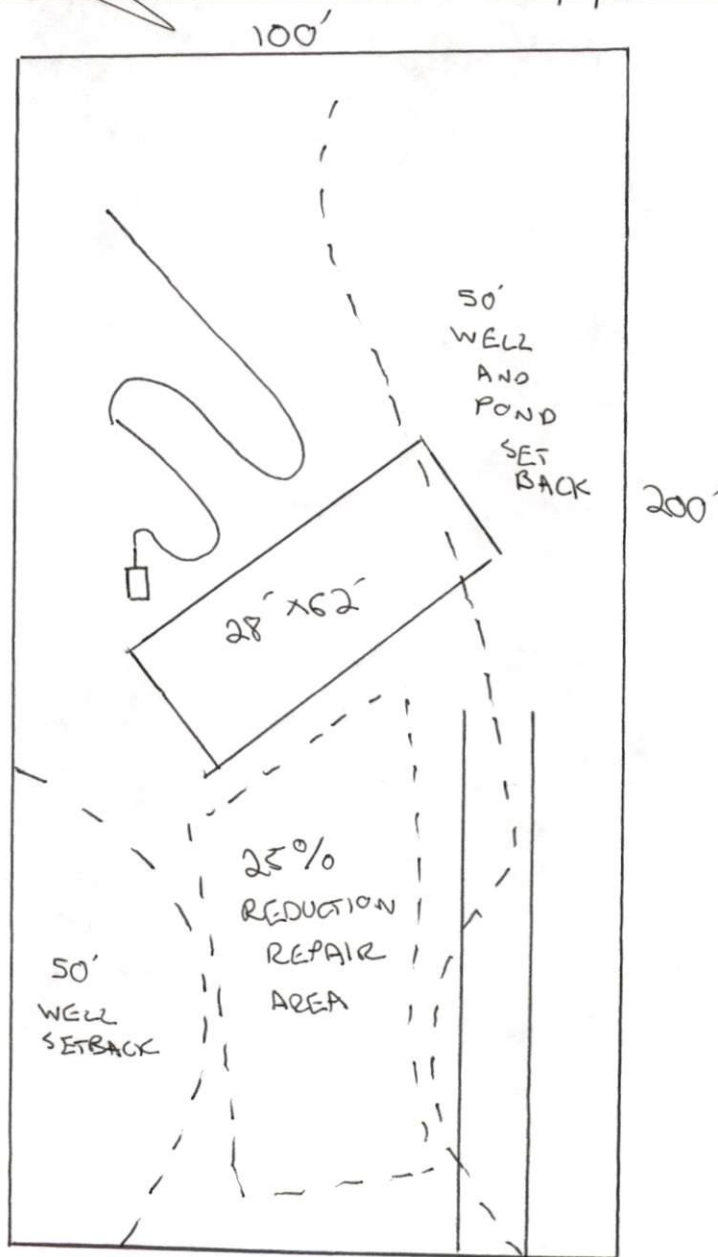 100'
50'
WELL
AND
POND
SET
BACK
200'
28'x62'
25%
REDUCTION
REPAIR
AREA
50'
WELL
SETBACK